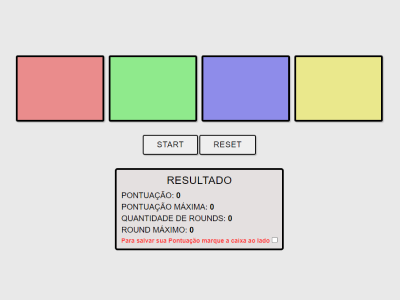 START RESET
RESULTADO
PONTUAÇÃO: 0
PONTUAÇÃO MÁXIMA: 0
QUANTIDADE DE ROUNDS: 0
ROUND MÁXIMO: 0
Para salvar sua Pontuação marque a caixa ao lado